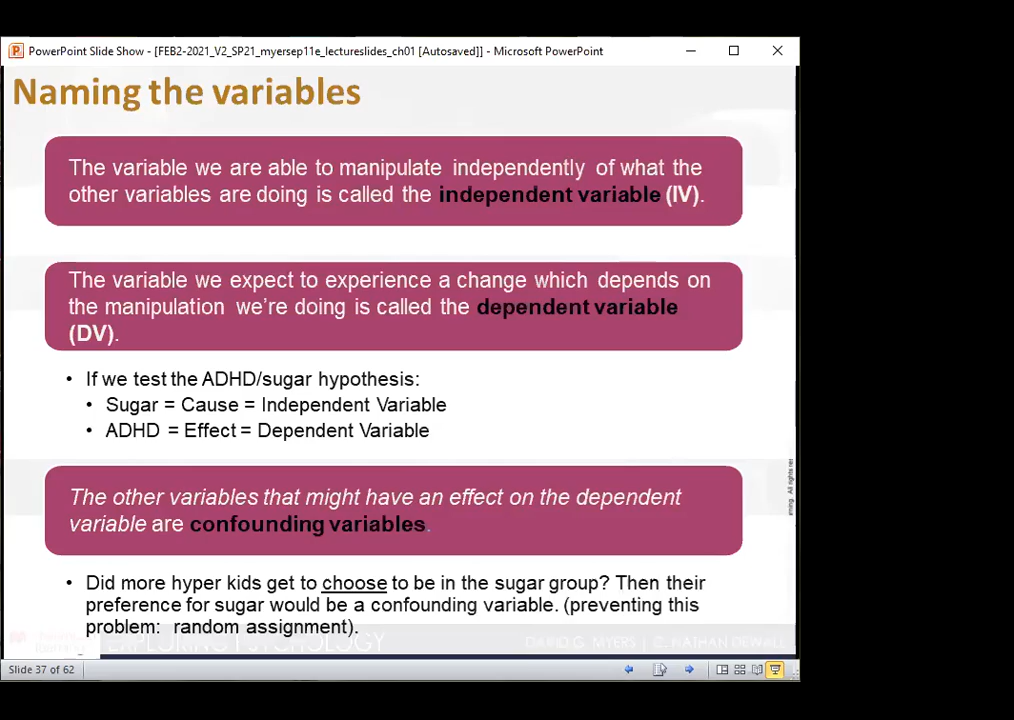 PowerPoint Slide Show - [FEB2-2021_V2_SP21_myersep11e_lectureslides_ch01 [Autosaved]] - Microsoft PowerPoint
Naming the variables
The variable we are able to manipulate independently of what the
other variables are doing is called the independent variable (IV).
The variable we expect to experience a change which depends on
the manipulation we're doing is called the dependent variable
(DV).
• If we test the ADHD/sugar hypothesis:
• Sugar = Cause = Independent Variable
• ADHD = Effect = Dependent Variable
The other variables that might have an effect on the dependent
variable are confounding variables.
• Did more hyper kids get to choose to be in the sugar group? Then their
preference for sugar would be a confounding variable. (preventing this
problem: random assignment).
EXPLORING PSYCHOLOGY
DAVID G. MYERS
Slide 37 of 62